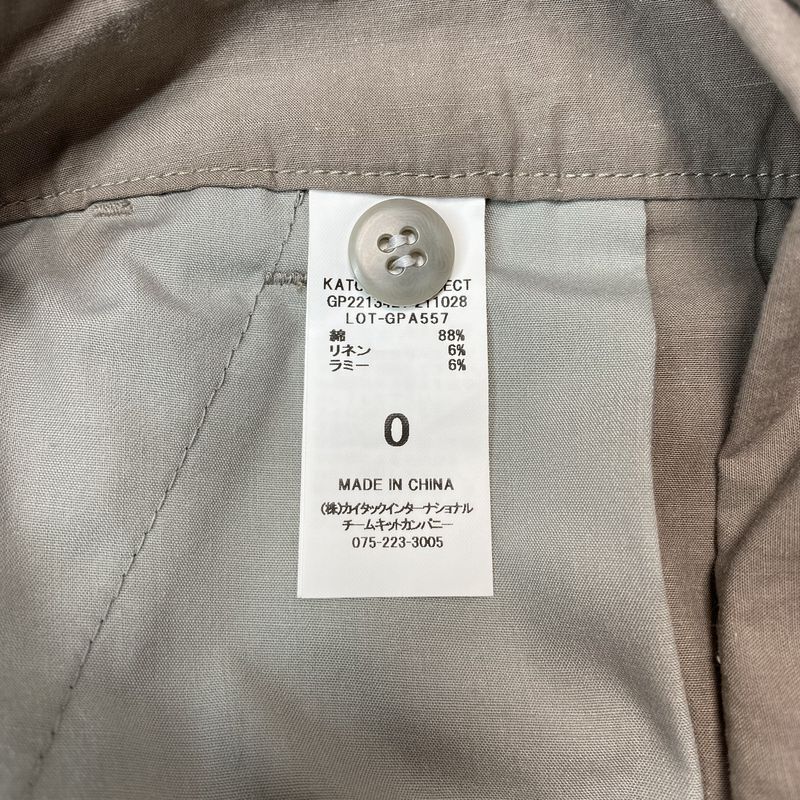 LOT-GPA557
綿 88%
リネン 6%
ラミー 6%
0
MADE IN CHINA
(株)カイタックインターナショナル
チームキットカンパニー
075-223-3005